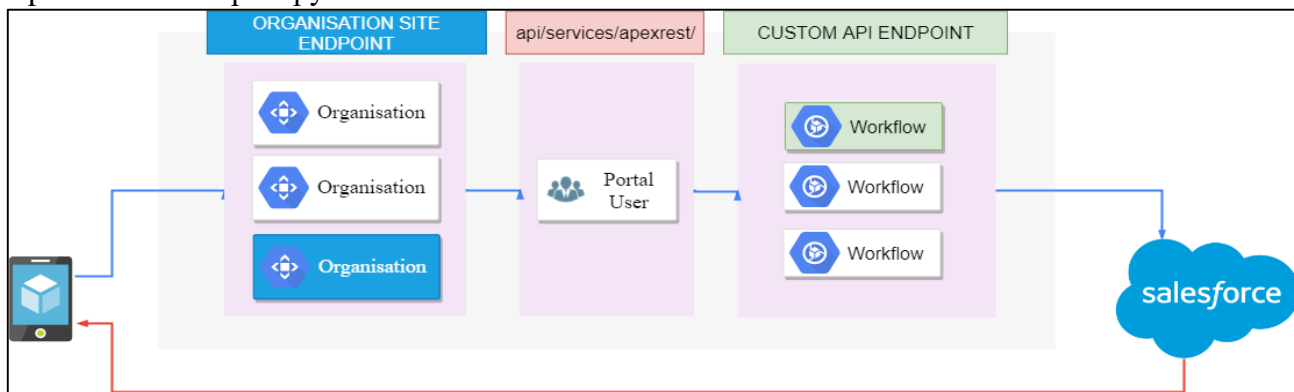 ORGANISATION SITE
ENDPOINT
api/services/apexrest/
CUSTOM API ENDPOINT
Organisation
Organisation
Organisation
Portal
User
Workflow
Workflow
Workflow
salesforce